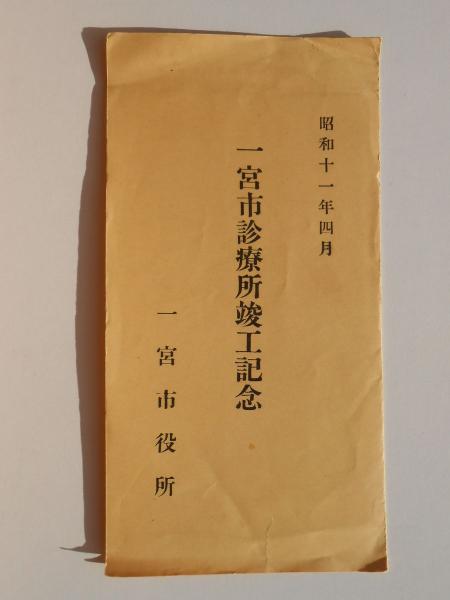 昭和十一年四月
一宮市診療所竣工記念
一宮市役所